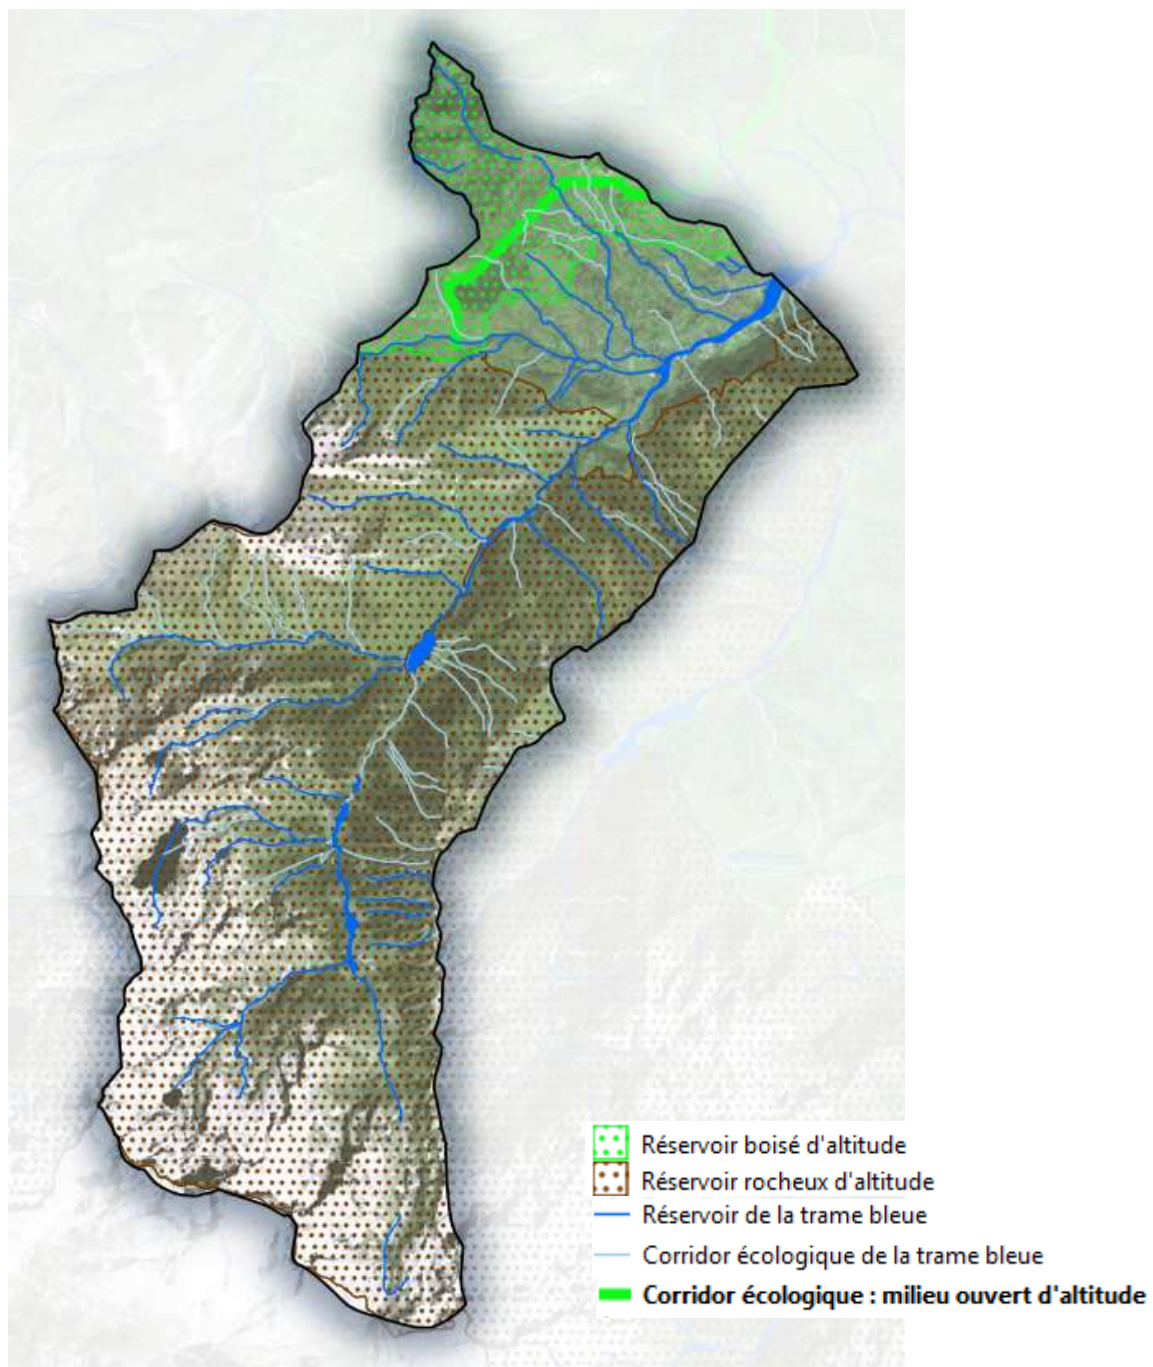 Réservoir boisé d'altitude
Réservoir rocheux d'altitude
Réservoir de la trame bleue
Corridor écologique de la trame bleue
Corridor écologique : milieu ouvert d'altitude